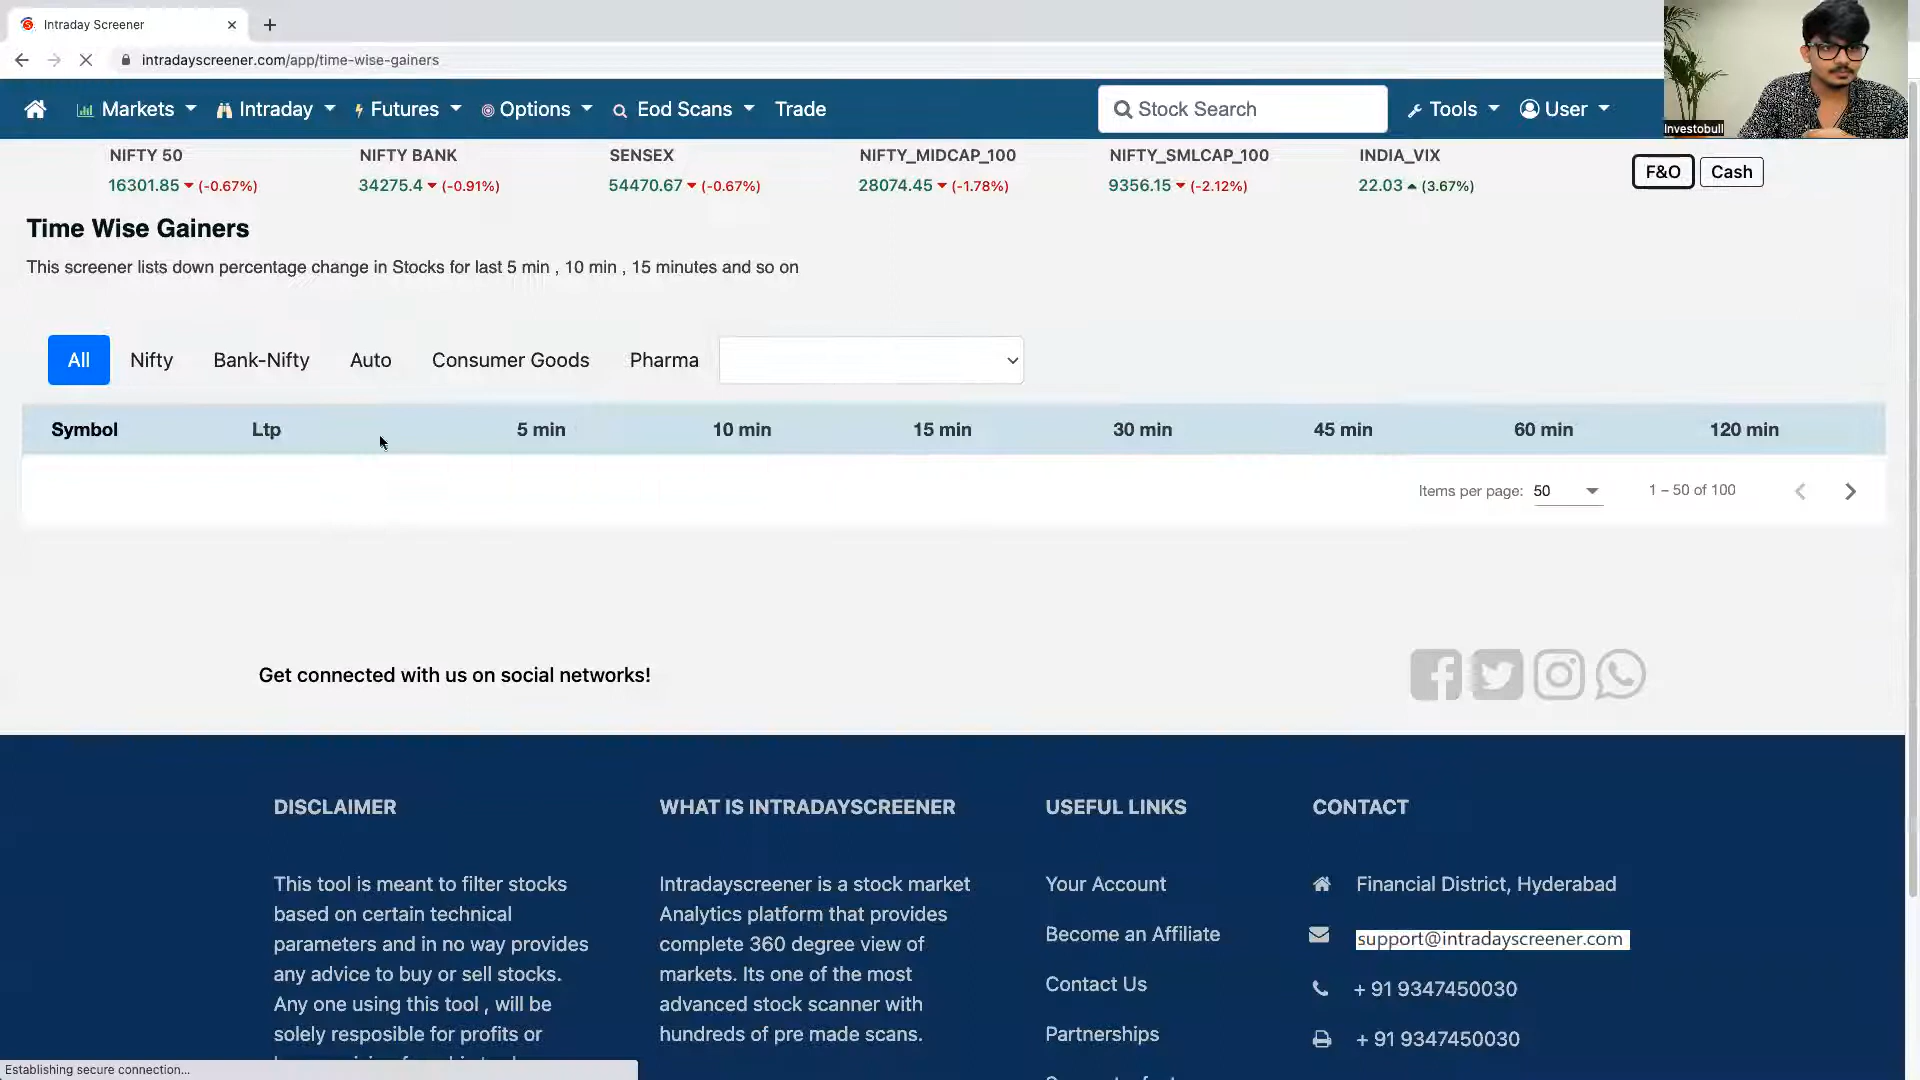 Intraday Screener
intradayscreener.com/app/time-wise-gainers
Investobull
Markets Intraday Futures Options Eod Scans Trade Stock Search Tools User
NIFTY 50 NIFTY BANK SENSEX NIFTY_MIDCAP_100 NIFTY_SMLCAP_100 INDIA_VIX
16301.85 (-0.67%) 34275.4 (-0.91%) 54470.67 (-0.67%) 28074.45 (-1.78%) 9356.15 (-2.12%) 22.03 (3.67%)
F&O Cash
Time Wise Gainers
This screener lists down percentage change in Stocks for last 5 min , 10 min , 15 minutes and so on
All Nifty Bank-Nifty Auto Consumer Goods Pharma
Symbol Ltp 5 min 10 min 15 min 30 min 45 min 60 min 120 min
Items per page: 50 1 – 50 of 100
Get connected with us on social networks!
DISCLAIMER
This tool is meant to filter stocks
based on certain technical
parameters and in no way provides
any advice to buy or sell stocks.
Any one using this tool , will be
solely resposible for profits or
WHAT IS INTRADAYSCREENER
Intradayscreener is a stock market
Analytics platform that provides
complete 360 degree view of
markets. Its one of the most
advanced stock scanner with
hundreds of pre made scans.
USEFUL LINKS
Your Account
Become an Affiliate
Contact Us
Partnerships
CONTACT
Financial District, Hyderabad
support@intradayscreener.com
+ 91 9347450030
+ 91 9347450030
Establishing secure connection...